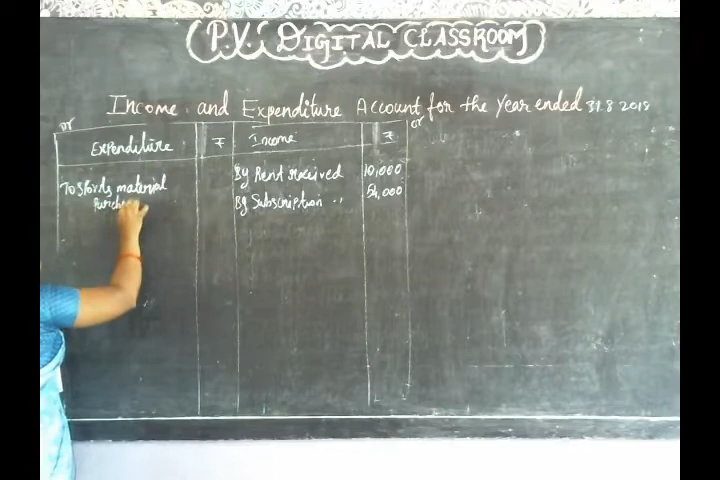 P.V. DIGITAL CLASSROOM
Income and Expenditure Account for the Year ended 31.8 2018
Dr Cr
Expenditure ₹ Income ₹
By Rent received 10,000
To Sports material By Subscription " 54,000
Purch